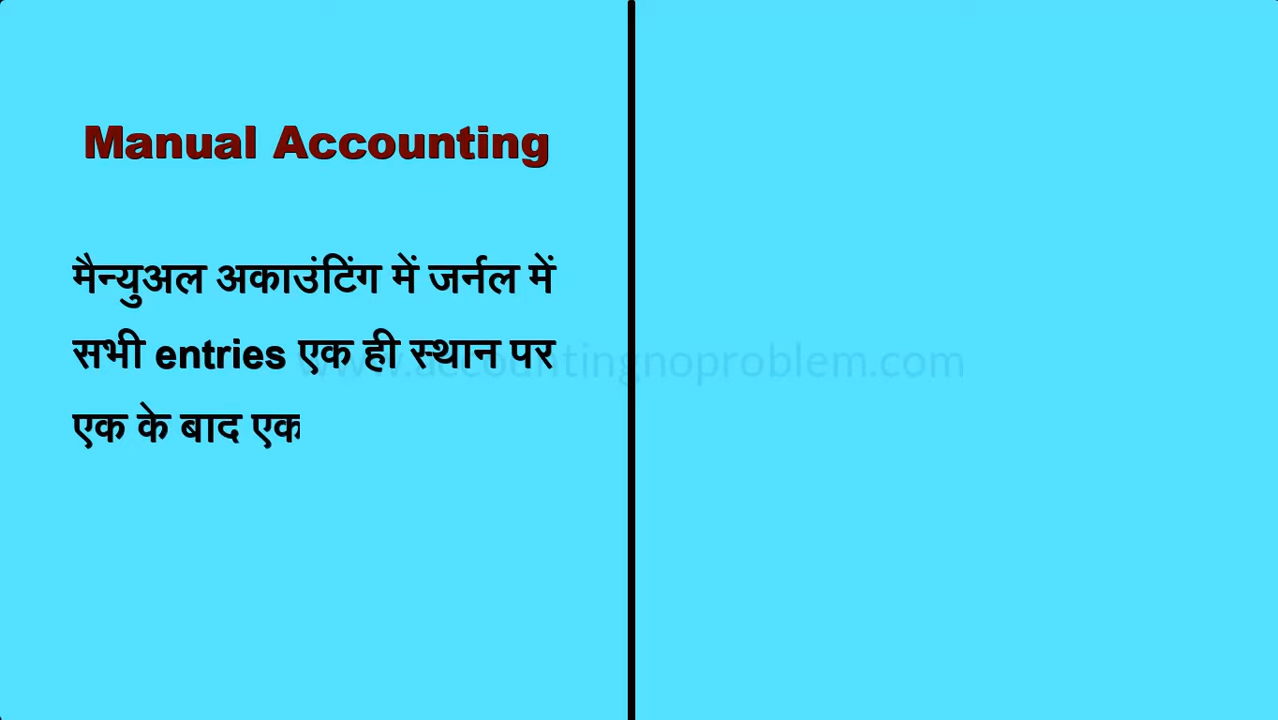 Manual Accounting
मैन्युअल अकाउंटिंग में जर्नल में
सभी entries एक ही स्थान पर
www.accountingnoproblem.com
एक के बाद एक